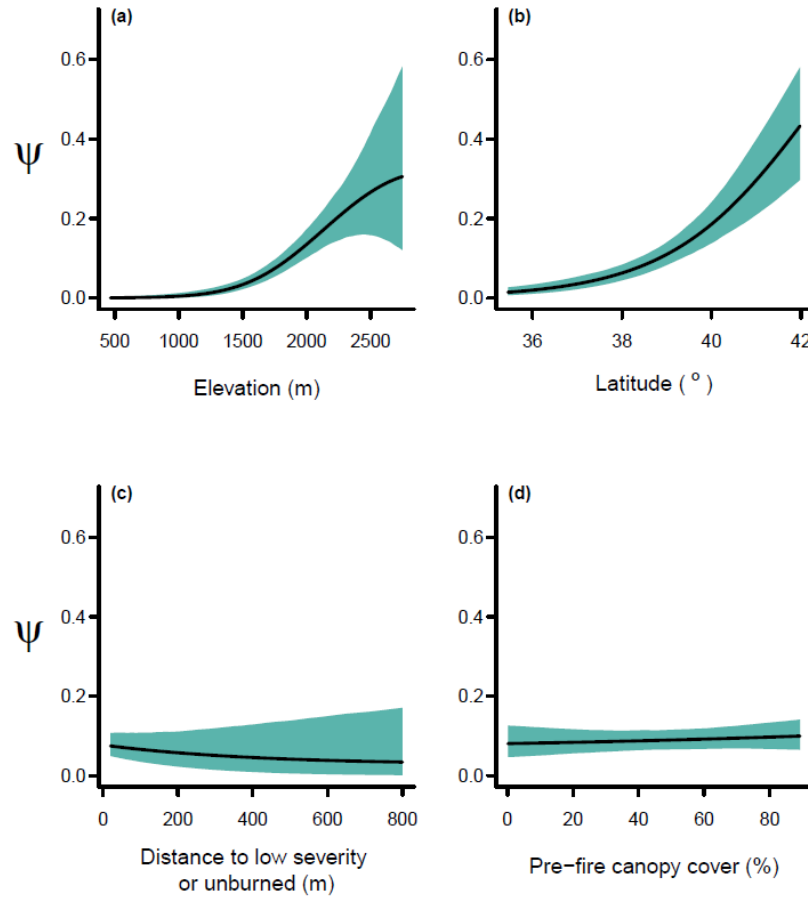 (a)
0.6
0.4
ψ
0.2
0.0
500 1000 1500 2000 2500
Elevation (m)
(b)
0.6
0.4
0.2
0.0
36 38 40 42
Latitude ( o )
(c)
0.6
0.4
ψ
0.2
0.0
0 200 400 600 800
Distance to low severity
or unburned (m)
(d)
0.6
0.4
0.2
0.0
0 20 40 60 80
Pre−fire canopy cover (%)